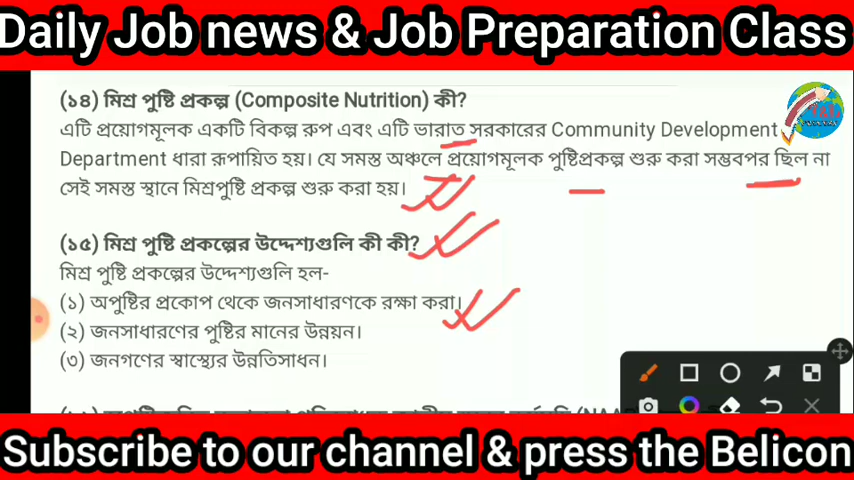 Daily Job news & Job Preparation Class
(১৪) মিশ্র পুষ্টি প্রকল্প (Composite Nutrition) কী?
এটি প্রয়োগমূলক একটি বিকল্প রুপ এবং এটি ভারাত সরকারের Community Development
Department ধারা রূপায়িত হয়। যে সমস্ত অঞ্চলে প্রয়োগমূলক পুষ্টিপ্রকল্প শুরু করা সম্ভবপর ছিল না
সেই সমস্ত স্থানে মিশ্রপুষ্টি প্রকল্প শুরু করা হয়।
(১৫) মিশ্র পুষ্টি প্রকল্পের উদ্দেশ্যগুলি কী কী?
মিশ্র পুষ্টি প্রকল্পের উদ্দেশ্যগুলি হল-
(১) অপুষ্টির প্রকোপ থেকে জনসাধারণকে রক্ষা করা।
(২) জনসাধারণের পুষ্টির মানের উন্নয়ন।
(৩) জনগণের স্বাস্থ্যের উন্নতিসাধন।
Subscribe to our channel & press the Belicon